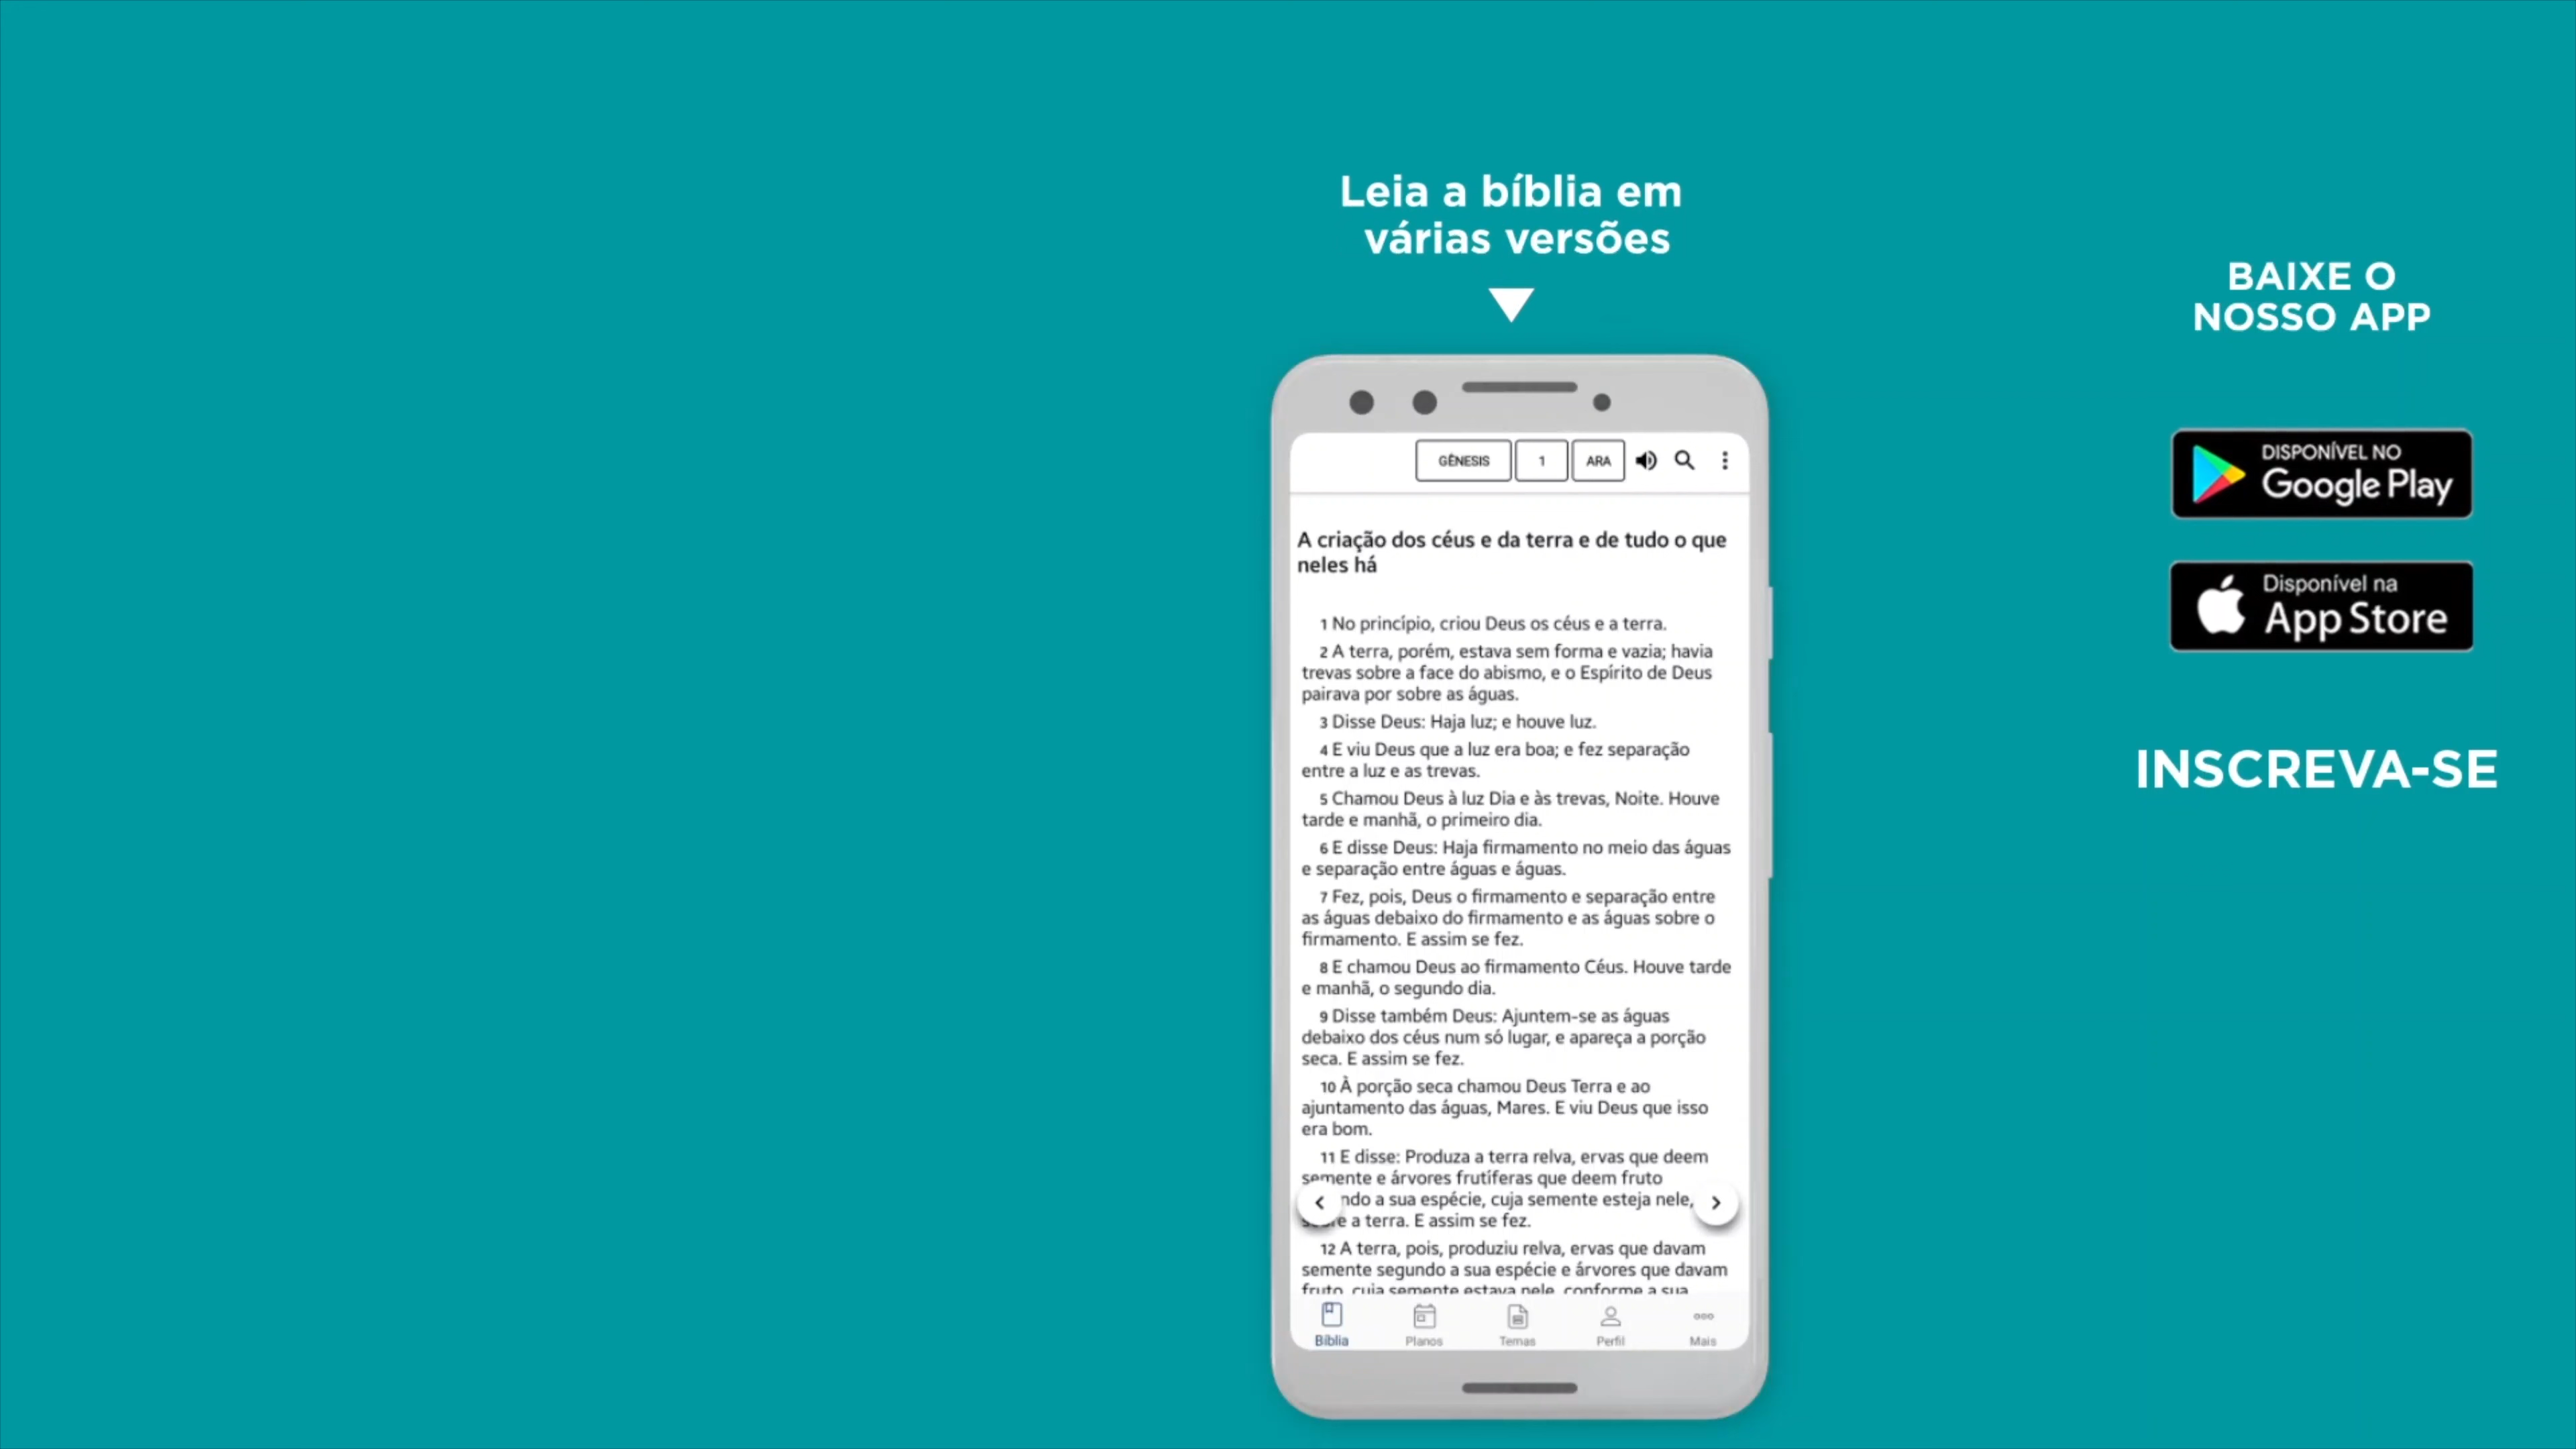 Leia a bíblia em
várias versões
GÊNESIS 1 ARA
A criação dos céus e da terra e de tudo o que
neles há
1 No princípio, criou Deus os céus e a terra.
2 A terra, porém, estava sem forma e vazia; havia
trevas sobre a face do abismo, e o Espírito de Deus
pairava por sobre as águas.
3 Disse Deus: Haja luz; e houve luz.
4 E viu Deus que a luz era boa; e fez separação
entre a luz e as trevas.
5 Chamou Deus à luz Dia e às trevas, Noite. Houve
tarde e manhã, o primeiro dia.
6 E disse Deus: Haja firmamento no meio das águas
e separação entre águas e águas.
7 Fez, pois, Deus o firmamento e separação entre
as águas debaixo do firmamento e as águas sobre o
firmamento. E assim se fez.
8 E chamou Deus ao firmamento Céus. Houve tarde
e manhã, o segundo dia.
9 Disse também Deus: Ajuntem-se as águas
debaixo dos céus num só lugar, e apareça a porção
seca. E assim se fez.
10 À porção seca chamou Deus Terra e ao
ajuntamento das águas, Mares. E viu Deus que isso
era bom.
11 E disse: Produza a terra relva, ervas que deem
semente e árvores frutíferas que deem fruto
a sua espécie, cuja semente esteja nele,
a terra. E assim se fez.
12 A terra, pois, produziu relva, ervas que davam
semente segundo a sua espécie e árvores que davam
fruto, cuja semente estava nele, conforme a sua
Bíblia Planos Temas Perfil Mais
BAIXE O
NOSSO APP
DISPONÍVEL NO
Google Play
Disponível na
App Store
INSCREVA-SE